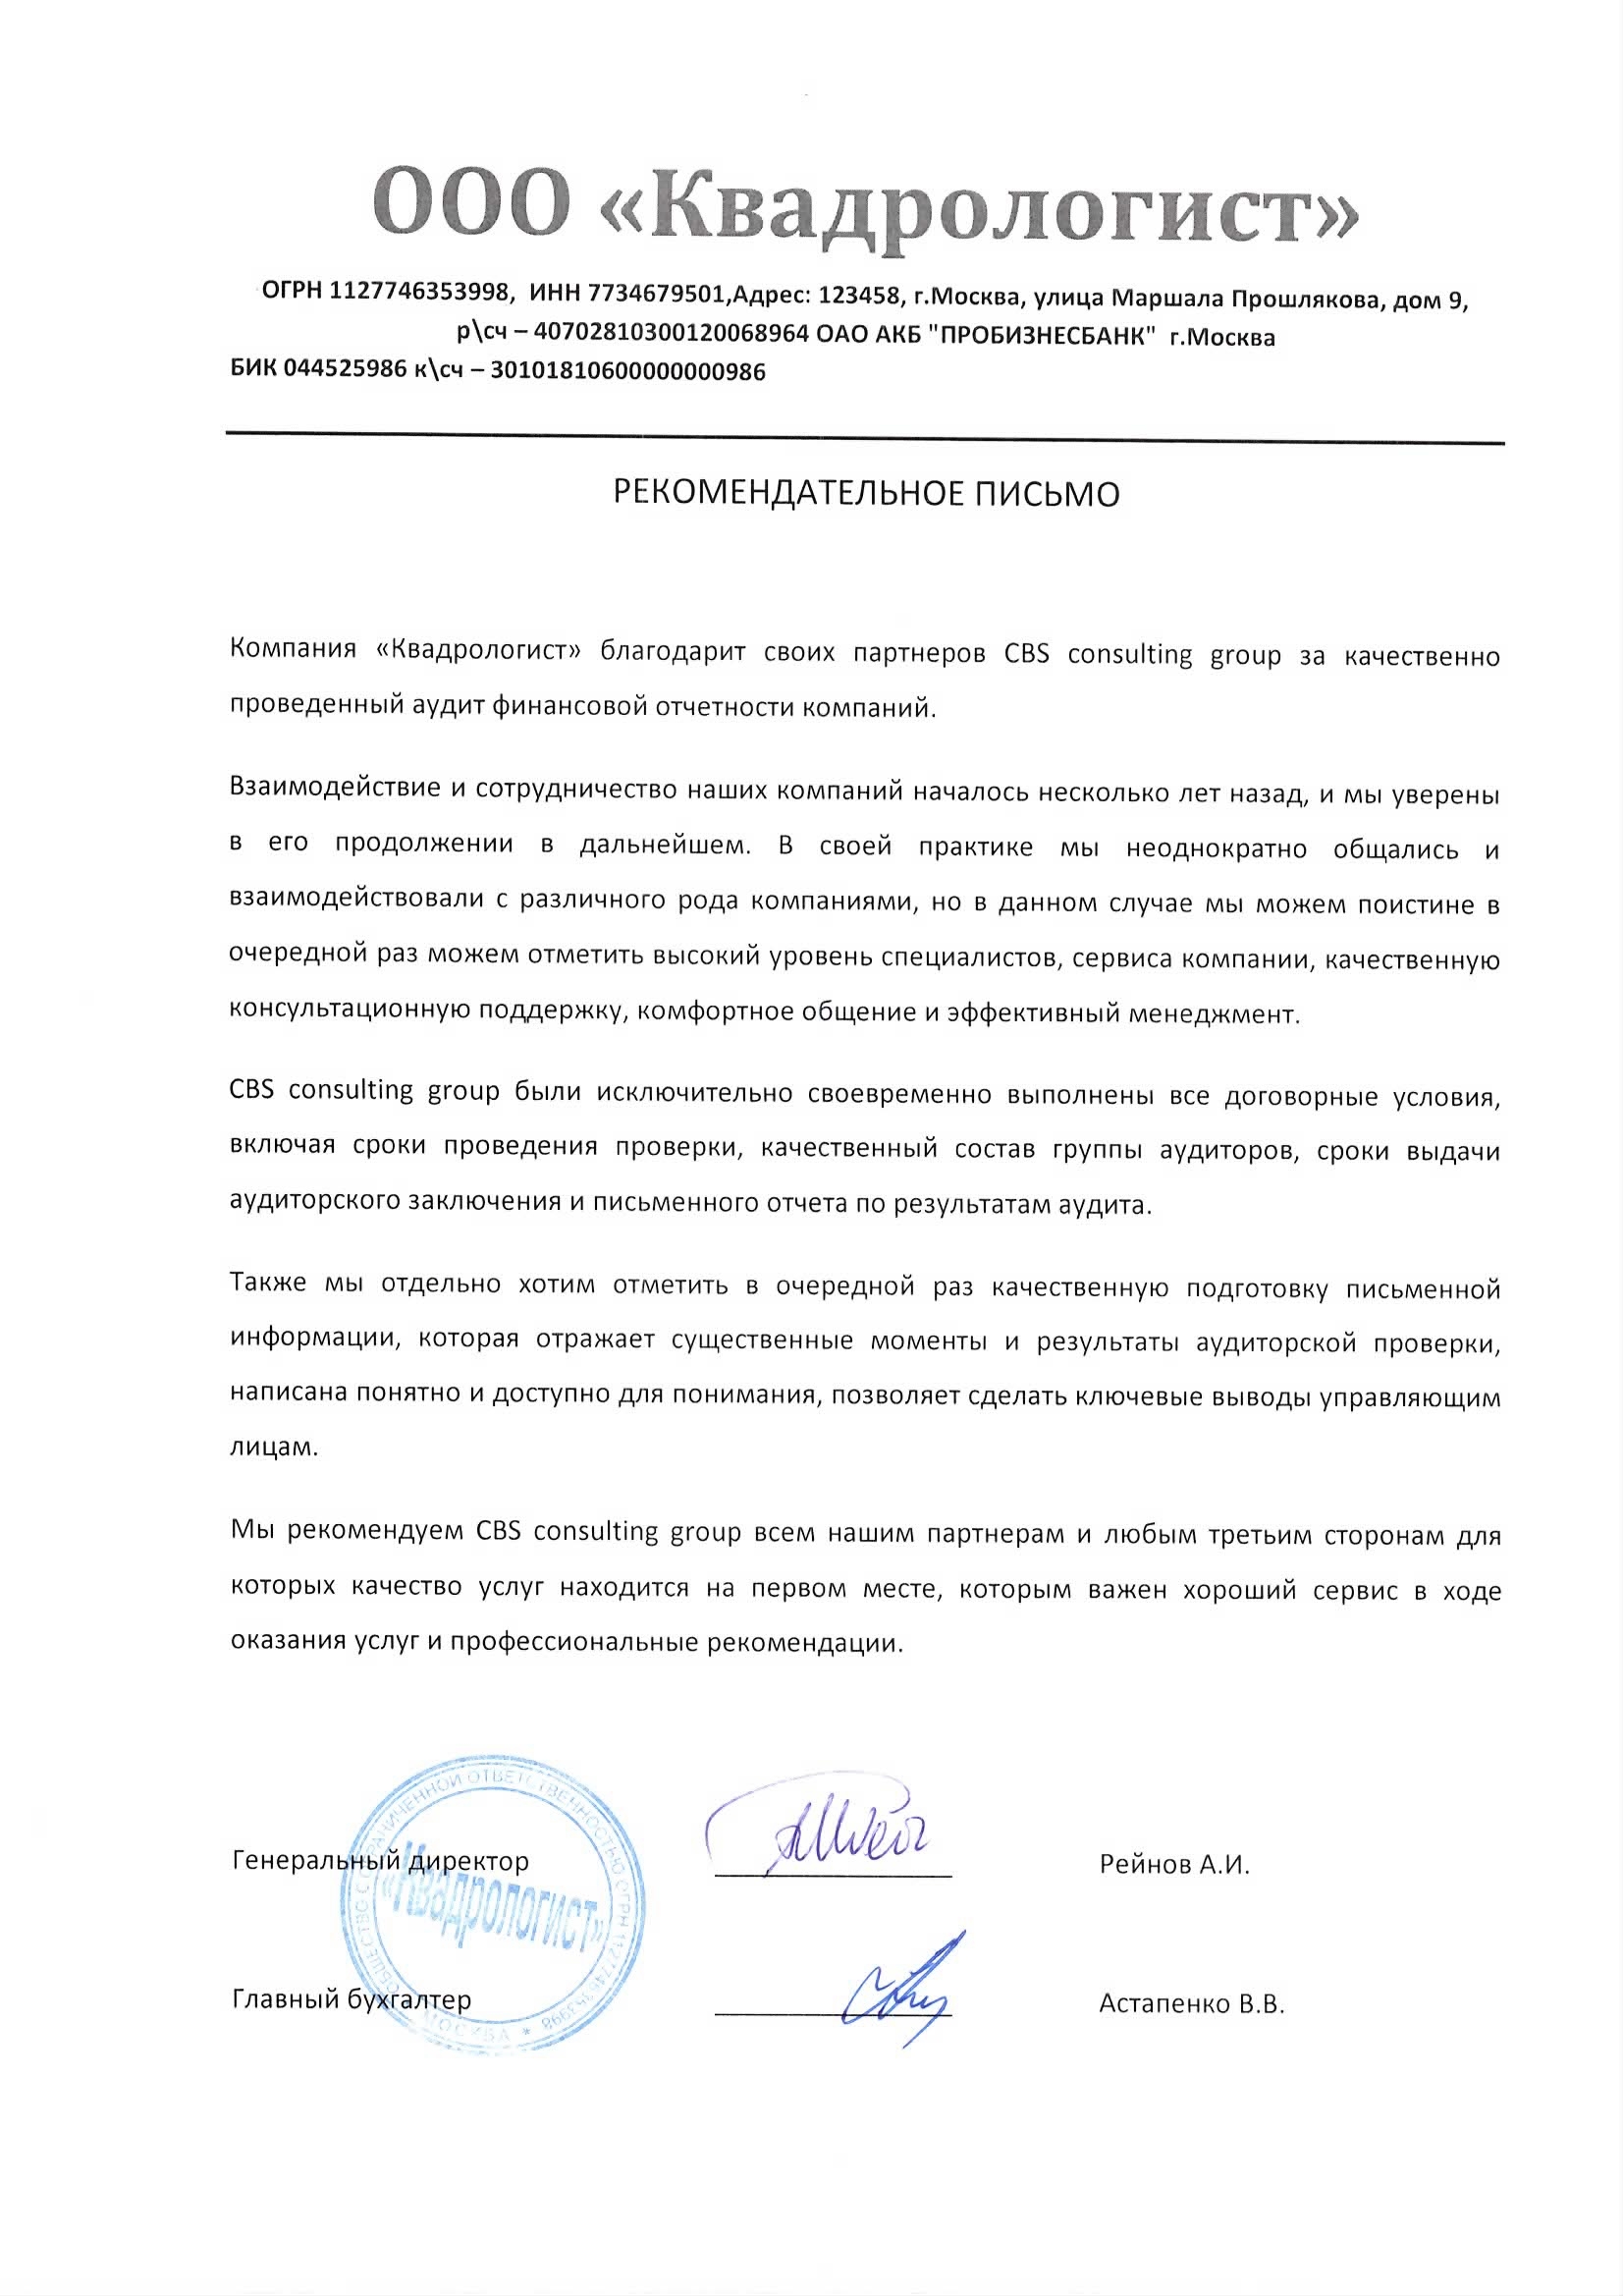 ООО «Квадрологист»
ОГРН 1127746353998, ИНН 7734679501,Адрес: 123458, г.Москва, улица Маршала Прошлякова, дом 9,
р\сч – 40702810300120068964 ОАО АКБ "ПРОБИЗНЕСБАНК" г.Москва
БИК 044525986 к\сч – 30101810600000000986
РЕКОМЕНДАТЕЛЬНОЕ ПИСЬМО
Компания «Квадрологист» благодарит своих партнеров CBS consulting group за качественно
проведенный аудит финансовой отчетности компаний.
Взаимодействие и сотрудничество наших компаний началось несколько лет назад, и мы уверены
в его продолжении в дальнейшем. В своей практике мы неоднократно общались и
взаимодействовали с различного рода компаниями, но в данном случае мы можем поистине в
очередной раз можем отметить высокий уровень специалистов, сервиса компании, качественную
консультационную поддержку, комфортное общение и эффективный менеджмент.
CBS consulting group были исключительно своевременно выполнены все договорные условия,
включая сроки проведения проверки, качественный состав группы аудиторов, сроки выдачи
аудиторского заключения и письменного отчета по результатам аудита.
Также мы отдельно хотим отметить в очередной раз качественную подготовку письменной
информации, которая отражает существенные моменты и результаты аудиторской проверки,
написана понятно и доступно для понимания, позволяет сделать ключевые выводы управляющим
лицам.
Мы рекомендуем CBS consulting group всем нашим партнерам и любым третьим сторонам для
которых качество услуг находится на первом месте, которым важен хороший сервис в ходе
оказания услуг и профессиональные рекомендации.
Генеральный директор Рейнов А.И.
Главный бухгалтер Астапенко В.В.
ОБЩЕСТВО С ОГРАНИЧЕННОЙ ОТВЕТСТВЕННОСТЬЮ ОГРН 1127746353998
* МОСКВА *
«Квадрологист»